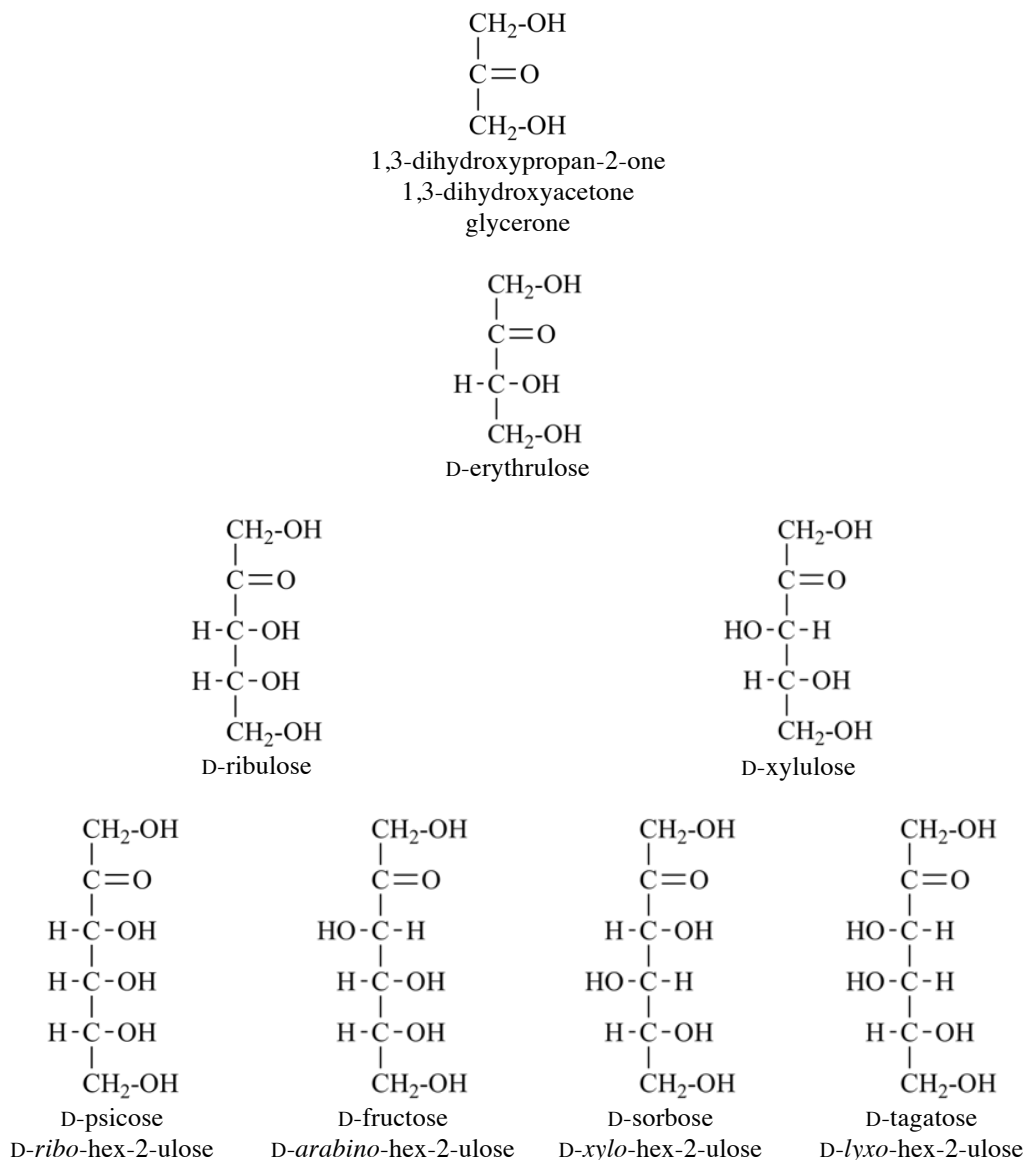 CH₂-OH
C=O
CH₂-OH
1,3-dihydroxypropan-2-one
1,3-dihydroxyacetone
glycerone
CH₂-OH
C=O
H-C-OH
CH₂-OH
D-erythrulose
CH₂-OH
C=O
H-C-OH
H-C-OH
CH₂-OH
D-ribulose
CH₂-OH
C=O
HO-C-H
H-C-OH
CH₂-OH
D-xylulose
CH₂-OH
C=O
H-C-OH
H-C-OH
H-C-OH
CH₂-OH
D-psicose
D-ribo-hex-2-ulose
CH₂-OH
C=O
HO-C-H
H-C-OH
H-C-OH
CH₂-OH
D-fructose
D-arabino-hex-2-ulose
CH₂-OH
C=O
H-C-OH
HO-C-H
H-C-OH
CH₂-OH
D-sorbose
D-xylo-hex-2-ulose
CH₂-OH
C=O
HO-C-H
HO-C-H
H-C-OH
CH₂-OH
D-tagatose
D-lyxo-hex-2-ulose